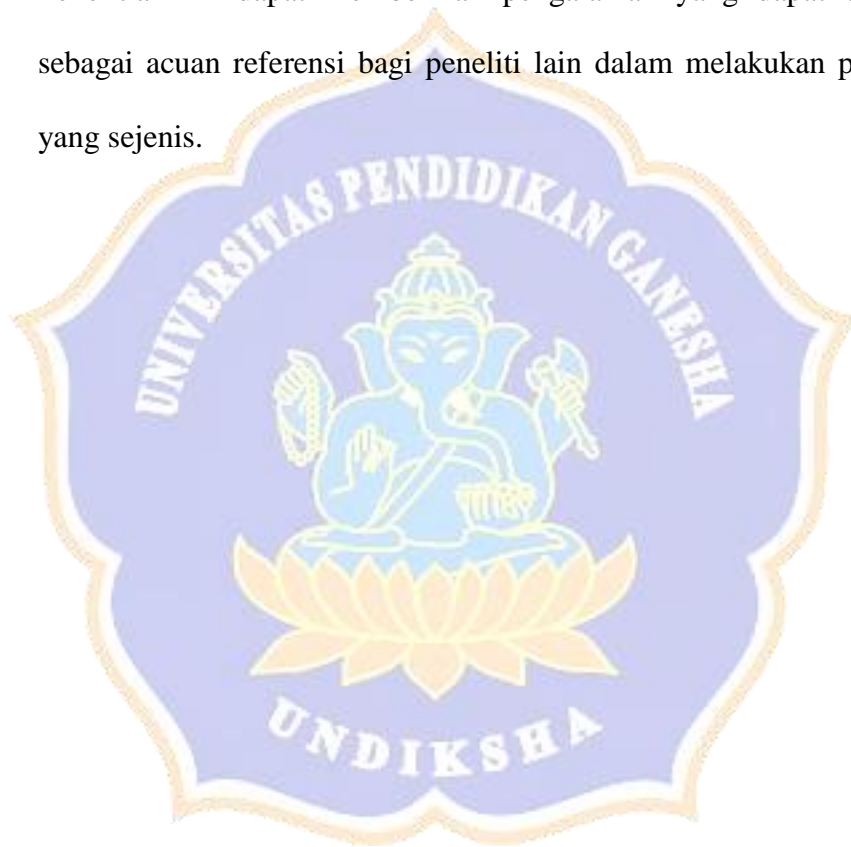 sebagai acuan referensi bagi peneliti lain dalam melakukan
yang sejenis.
UNIVERSITAS PENDIDIKAN GANESHA
UNDIKSHA